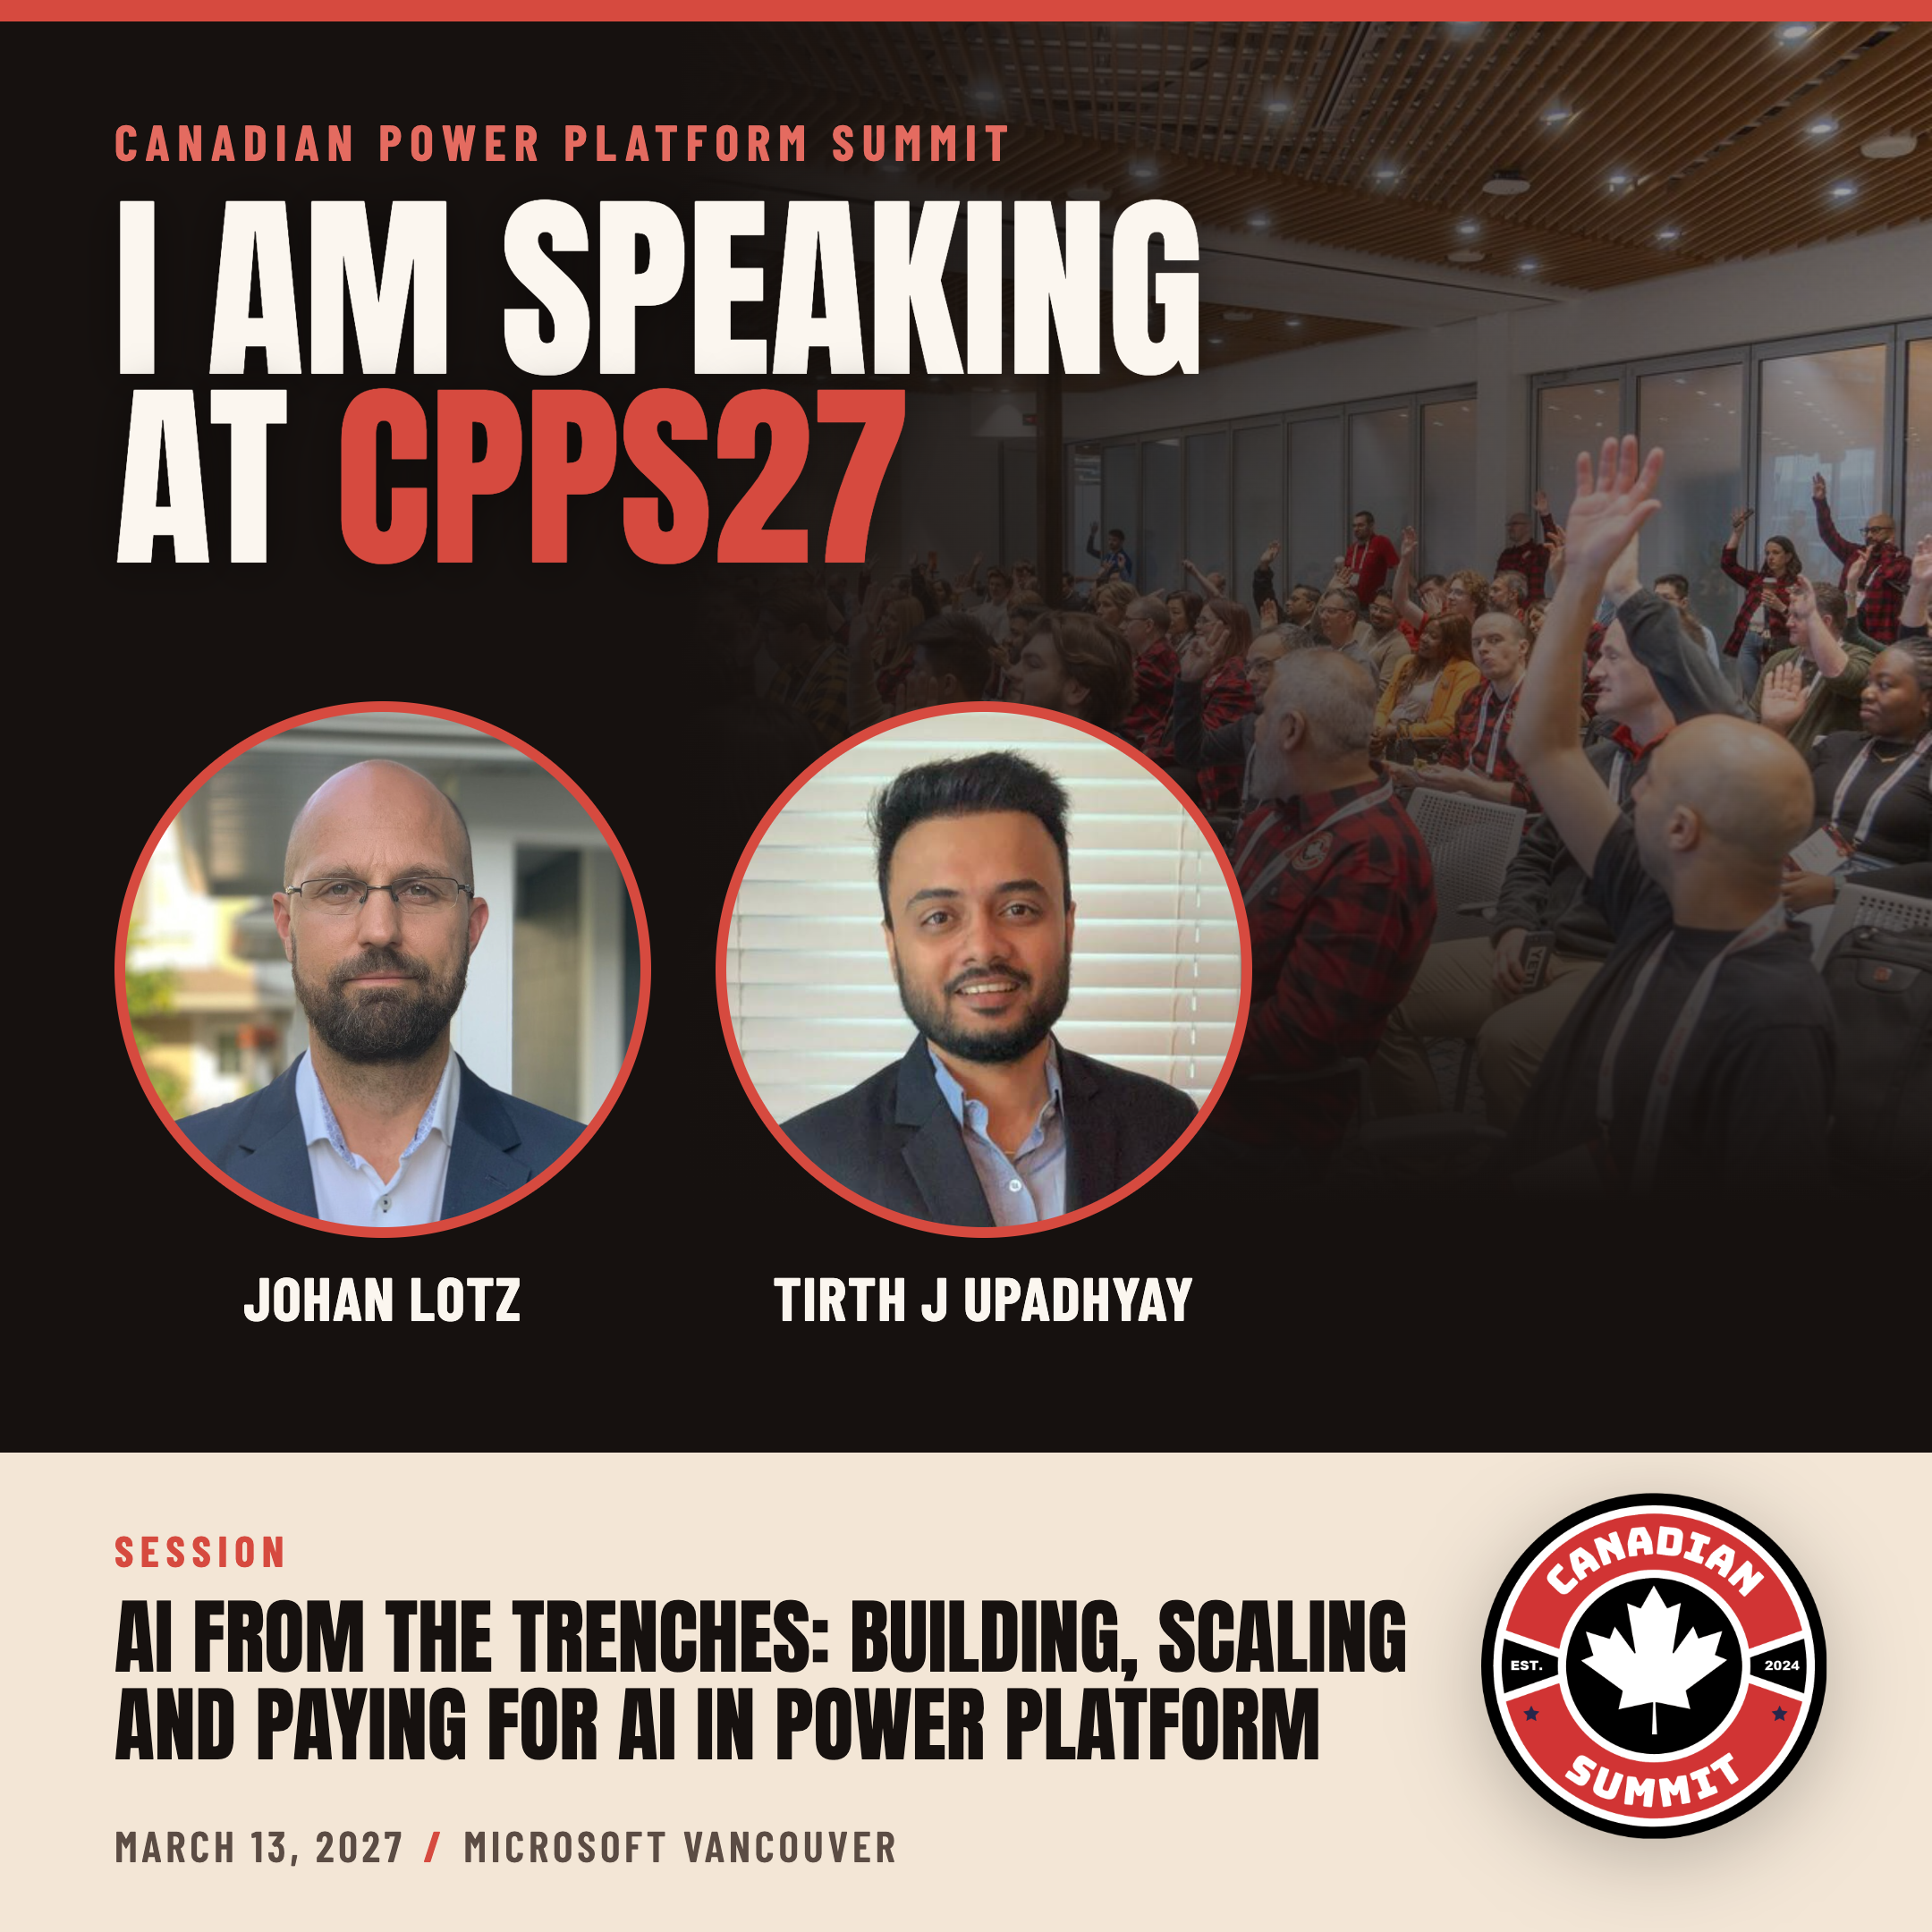 CANADIAN POWER PLATFORM SUMMIT
I AM SPEAKING
AT CPPS27
JOHAN LOTZ
TIRTH J UPADHYAY
SESSION
AI FROM THE TRENCHES: BUILDING, SCALING
AND PAYING FOR AI IN POWER PLATFORM
MARCH 13, 2027 / MICROSOFT VANCOUVER
CANADIAN
EST. 2024
SUMMIT